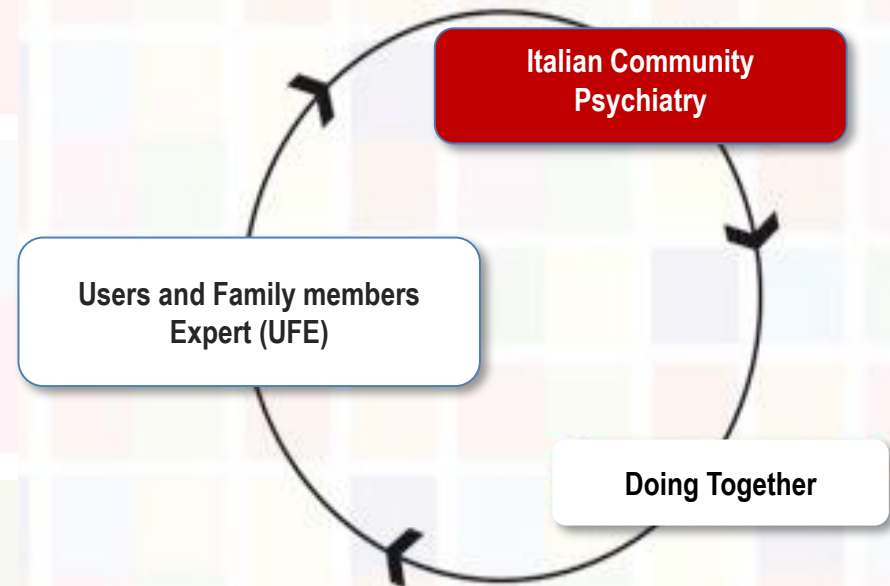 Italian Community
Psychiatry
Users and Family members
Expert (UFE)
Doing Together